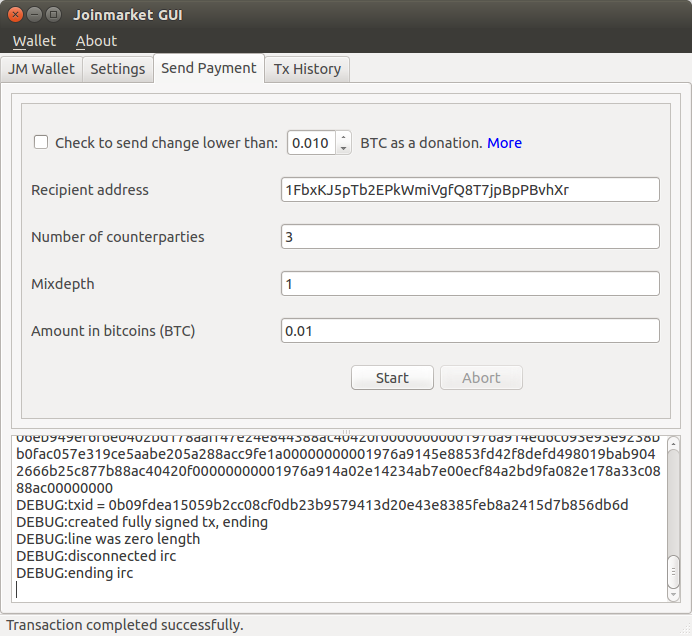 Joinmarket GUI
Wallet About
JM Wallet Settings Send Payment Tx History
Check to send change lower than: 0.010 BTC as a donation. More
Recipient address 1FbxKJ5pTb2EPkWmiVgfQ8T7jpBpPBvhXr
Number of counterparties 3
Mixdepth 1
Amount in bitcoins (BTC) 0.01
Start Abort
b0fac057e319ce5aabe205a288acc9fe1a00000000001976a9145e8853fd42f8defd498019bab904
2666b25c877b88ac40420f00000000001976a914a02e14234ab7e00ecf84a2bd9fa082e178a33c08
88ac00000000
DEBUG:txid = 0b09fdea15059b2cc08cf0db23b9579413d20e43e8385feb8a2415d7b856db6d
DEBUG:created fully signed tx, ending
DEBUG:line was zero length
DEBUG:disconnected irc
DEBUG:ending irc
Transaction completed successfully.